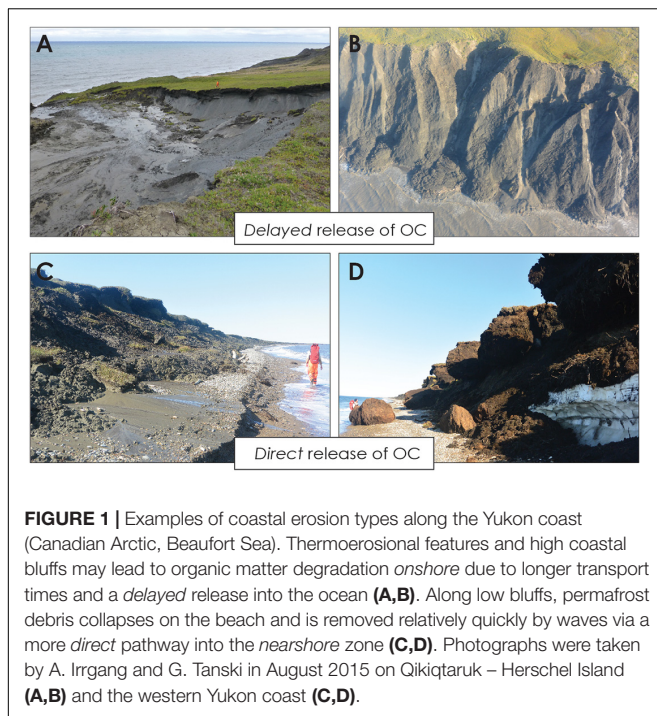 A
B
Delayed release of OC
C
D
Direct release of OC
FIGURE 1 | Examples of coastal erosion types along the Yukon coast
(Canadian Arctic, Beaufort Sea). Thermoerosional features and high coastal
bluffs may lead to organic matter degradation onshore due to longer transport
times and a delayed release into the ocean (A,B). Along low bluffs, permafrost
debris collapses on the beach and is removed relatively quickly by waves via a
more direct pathway into the nearshore zone (C,D). Photographs were taken
by A. Irrgang and G. Tanski in August 2015 on Qikiqtaruk – Herschel Island
(A,B) and the western Yukon coast (C,D).